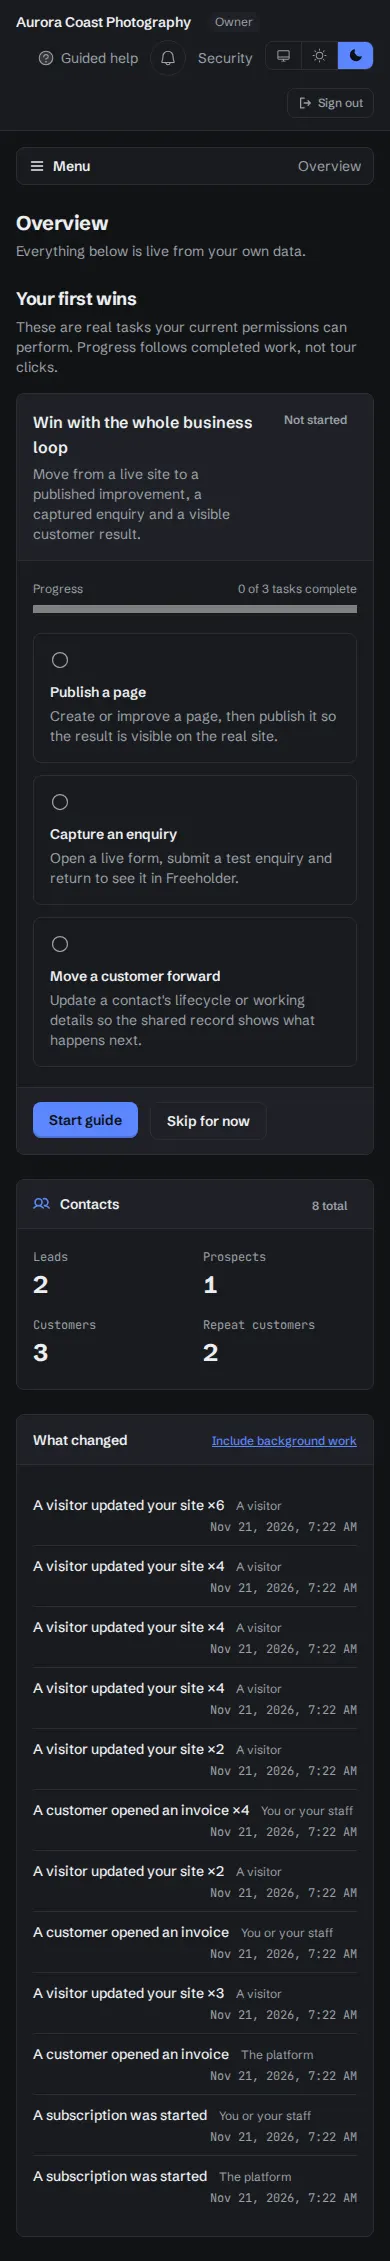 Aurora Coast Photography Owner
Guided help Security
Sign out
Menu Overview
Overview
Everything below is live from your own data.
Your first wins
These are real tasks your current permissions can
perform. Progress follows completed work, not tour
clicks.
Win with the whole business
loop
Not started
Move from a live site to a
published improvement, a
captured enquiry and a visible
customer result.
Progress 0 of 3 tasks complete
Publish a page
Create or improve a page, then publish it so
the result is visible on the real site.
Capture an enquiry
Open a live form, submit a test enquiry and
return to see it in Freeholder.
Move a customer forward
Update a contact's lifecycle or working
details so the shared record shows what
happens next.
Start guide Skip for now
Contacts 8 total
Leads Prospects
2 1
Customers Repeat customers
3 2
What changed Include background work
A visitor updated your site ×6 A visitor
Nov 21, 2026, 7:22 AM
A visitor updated your site ×4 A visitor
Nov 21, 2026, 7:22 AM
A visitor updated your site ×4 A visitor
Nov 21, 2026, 7:22 AM
A visitor updated your site ×4 A visitor
Nov 21, 2026, 7:22 AM
A visitor updated your site ×2 A visitor
Nov 21, 2026, 7:22 AM
A customer opened an invoice ×4 You or your staff
Nov 21, 2026, 7:22 AM
A visitor updated your site ×2 A visitor
Nov 21, 2026, 7:22 AM
A customer opened an invoice You or your staff
Nov 21, 2026, 7:22 AM
A visitor updated your site ×3 A visitor
Nov 21, 2026, 7:22 AM
A customer opened an invoice The platform
Nov 21, 2026, 7:22 AM
A subscription was started You or your staff
Nov 21, 2026, 7:22 AM
A subscription was started The platform
Nov 21, 2026, 7:22 AM